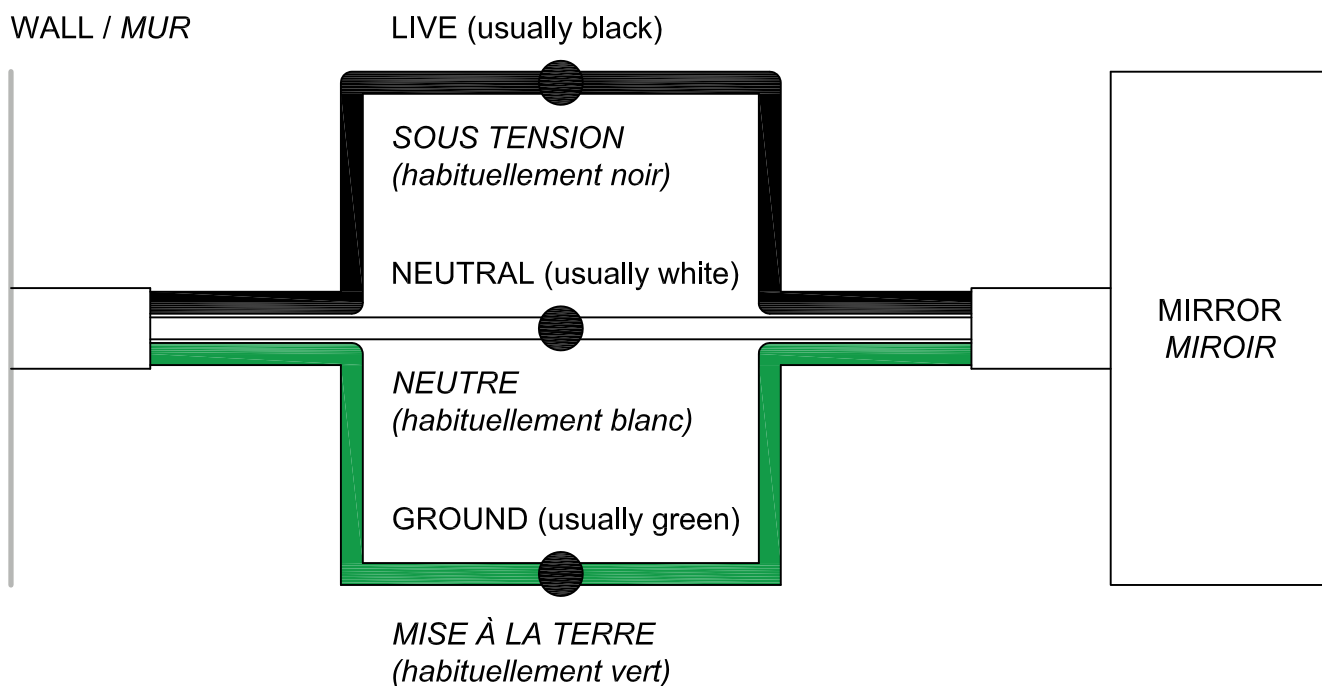 WALL / MUR
LIVE (usually black)
SOUS TENSION
(habituellement noir)
NEUTRAL (usually white)
MIRROR
MIROIR
NEUTRE
(habituellement blanc)
GROUND (usually green)
MISE À LA TERRE
(habituellement vert)